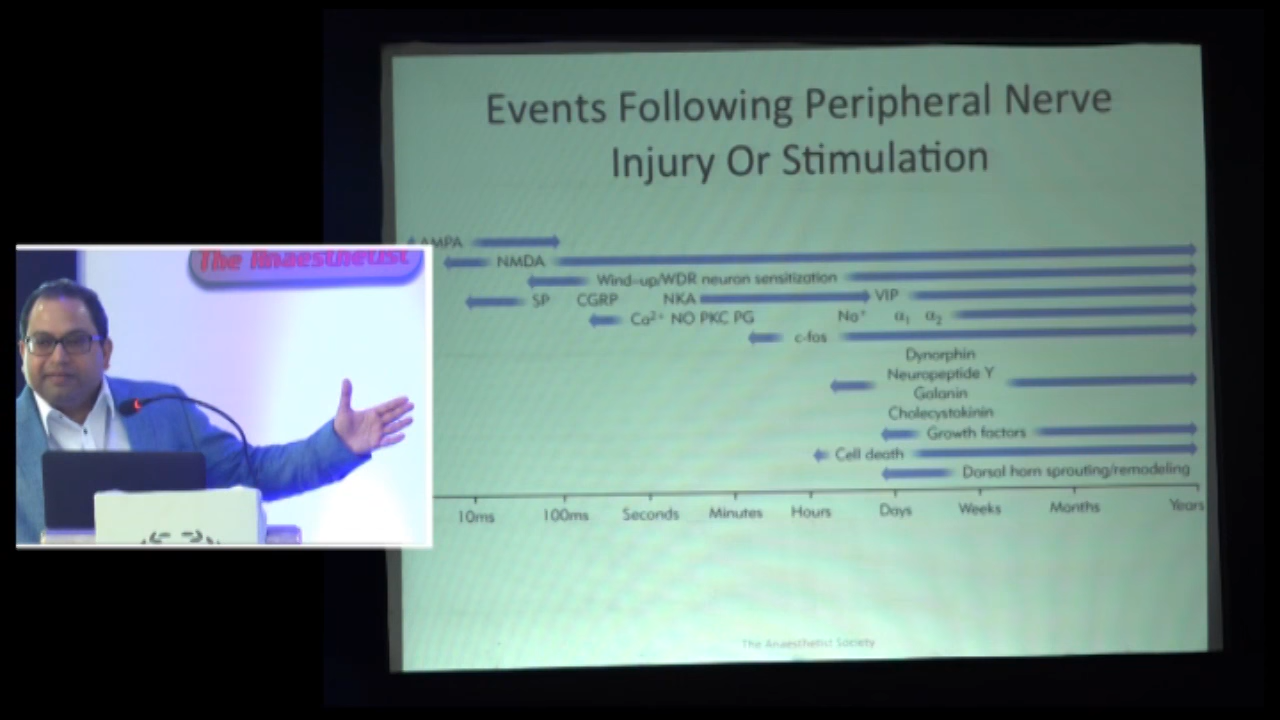 Events Following Peripheral Nerve
Injury Or Stimulation
The Anaesthetist
AMPA
NMDA
Wind-up/WDR neuron sensitization
SP CGRP NKA VIP
Ca²⁺ NO PKC PG Na⁺ α₁ α₂
c-fos
Dynorphin
Neuropeptide Y
Galanin
Cholecystokinin
Growth factors
Cell death
Dorsal horn sprouting/remodeling
10ms 100ms Seconds Minutes Hours Days Weeks Months Years
The Anaesthetist Society